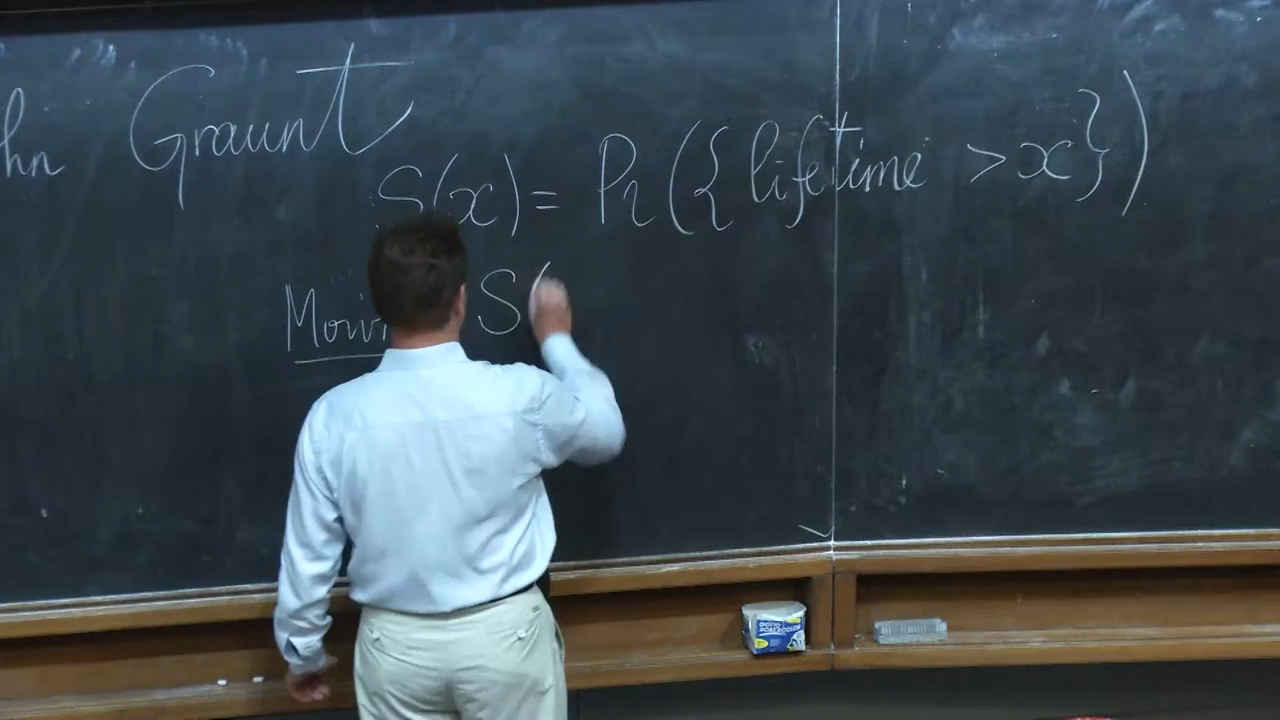 hn Graunt
S(x) = Pr({lifetime > x})
S(